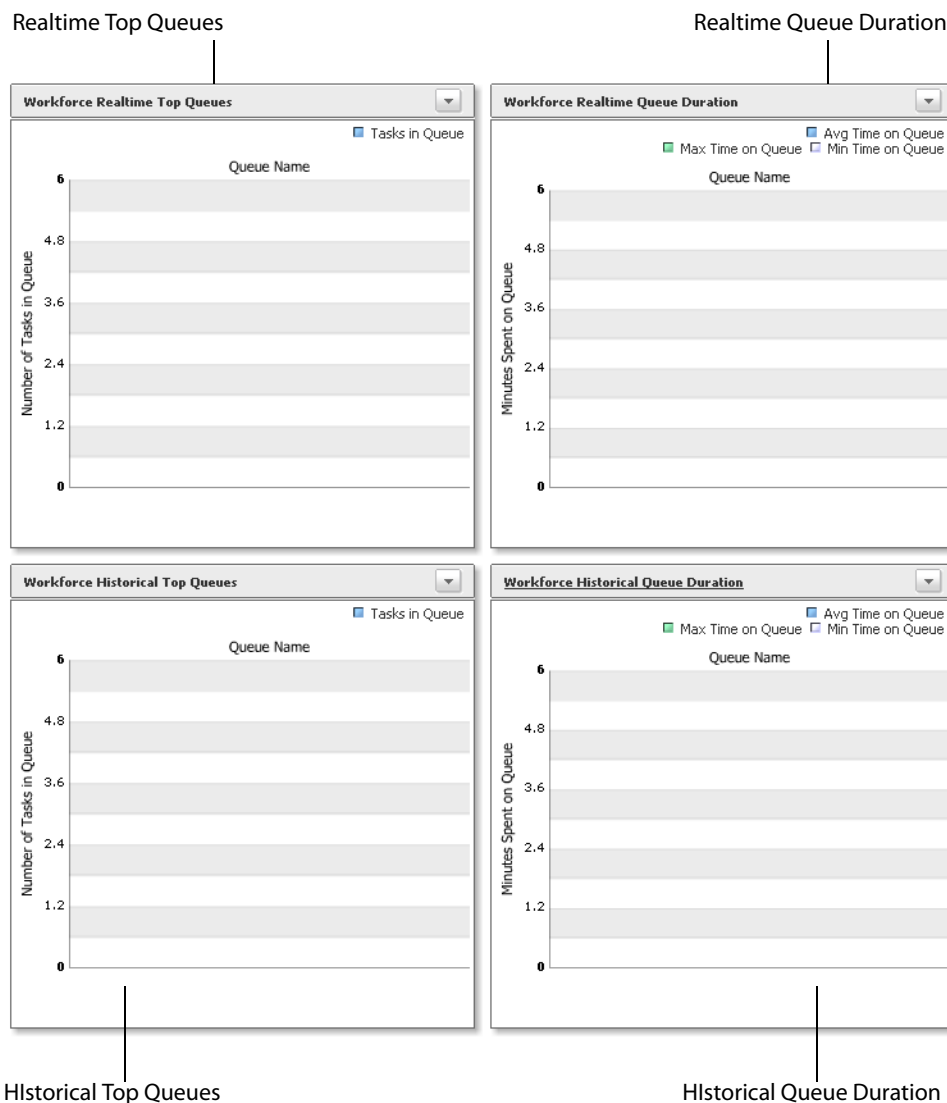 Realtime Top Queues
Realtime Queue Duration
Workforce Realtime Top Queues
Tasks in Queue
Queue Name
Number of Tasks in Queue
6
4.8
3.6
2.4
1.2
0
Workforce Realtime Queue Duration
Avg Time on Queue
Max Time on Queue Min Time on Queue
Queue Name
Minutes Spent on Queue
6
4.8
3.6
2.4
1.2
0
Workforce Historical Top Queues
Tasks in Queue
Queue Name
Number of Tasks in Queue
6
4.8
3.6
2.4
1.2
0
Workforce Historical Queue Duration
Avg Time on Queue
Max Time on Queue Min Time on Queue
Queue Name
Minutes Spent on Queue
6
4.8
3.6
2.4
1.2
0
HIstorical Top Queues
HIstorical Queue Duration